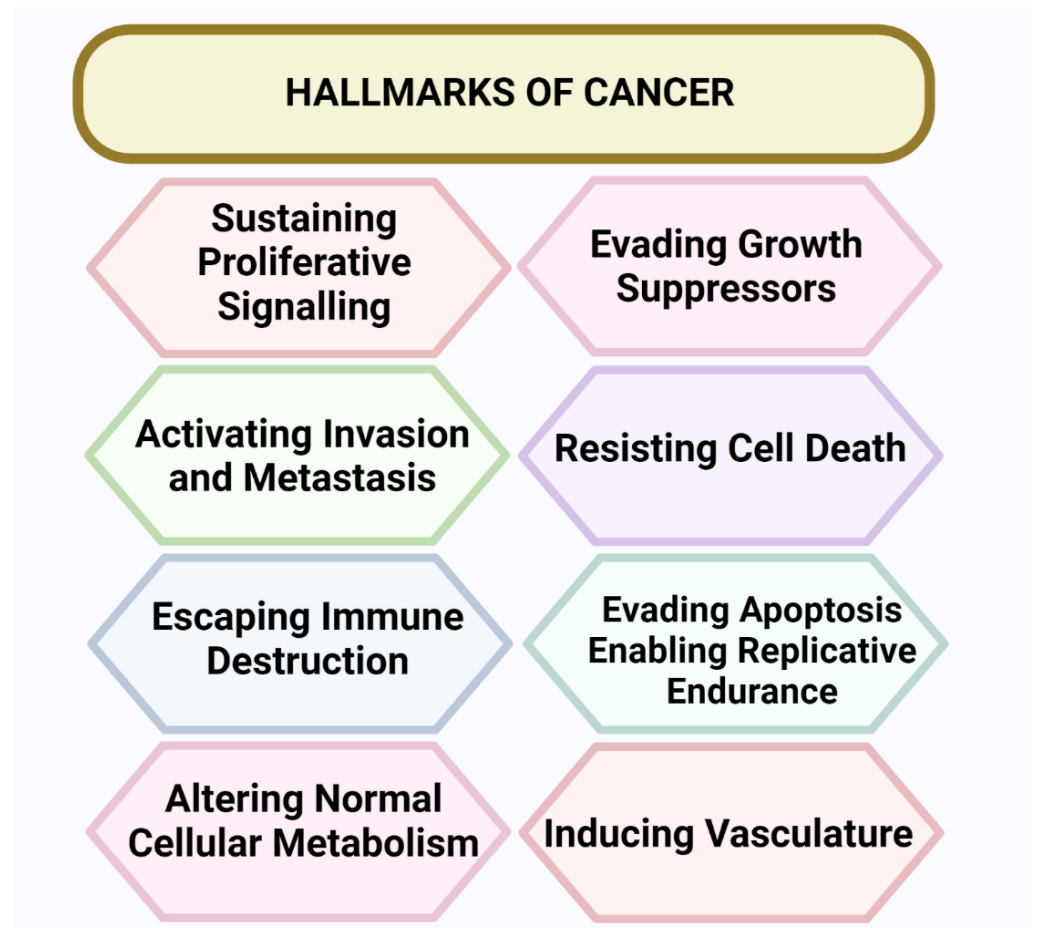 HALLMARKS OF CANCER
Sustaining
Proliferative
Signalling
Evading Growth
Suppressors
Activating Invasion
and Metastasis
Resisting Cell Death
Escaping Immune
Destruction
Evading Apoptosis
Enabling Replicative
Endurance
Altering Normal
Cellular Metabolism
Inducing Vasculature